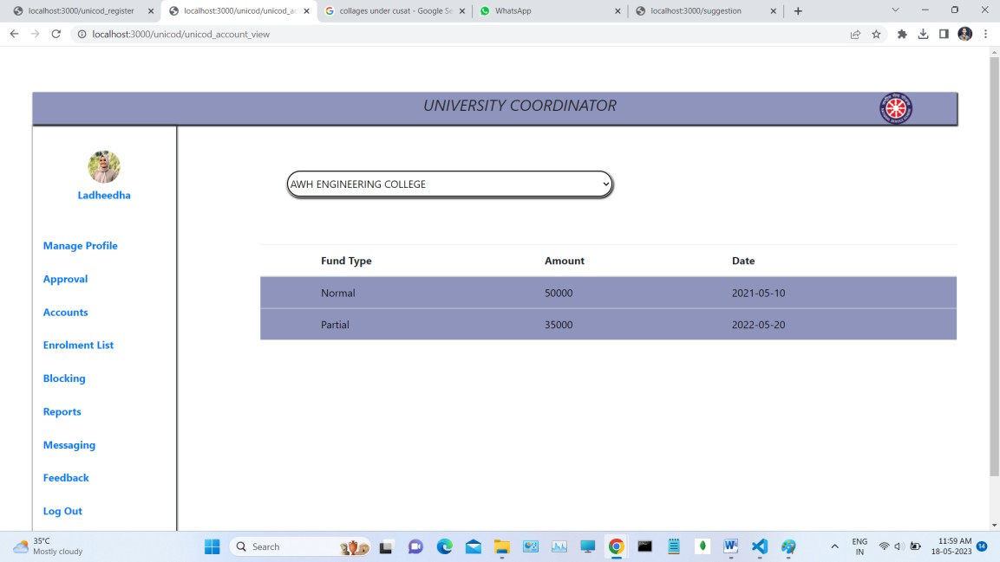 localhost:3000/unicod_register
localhost:3000/unicod/unicod_ac
collages under cusat - Google Se
WhatsApp
localhost:3000/suggestion
localhost:3000/unicod/unicod_account_view
UNIVERSITY COORDINATOR
Ladheedha
Manage Profile
Approval
Accounts
Enrolment List
Blocking
Reports
Messaging
Feedback
Log Out
AWH ENGINEERING COLLEGE
Fund Type Amount Date
Normal 50000 2021-05-10
Partial 35000 2022-05-20
35°C
Mostly cloudy
Search
ENG
IN
11:59 AM
18-05-2023
14